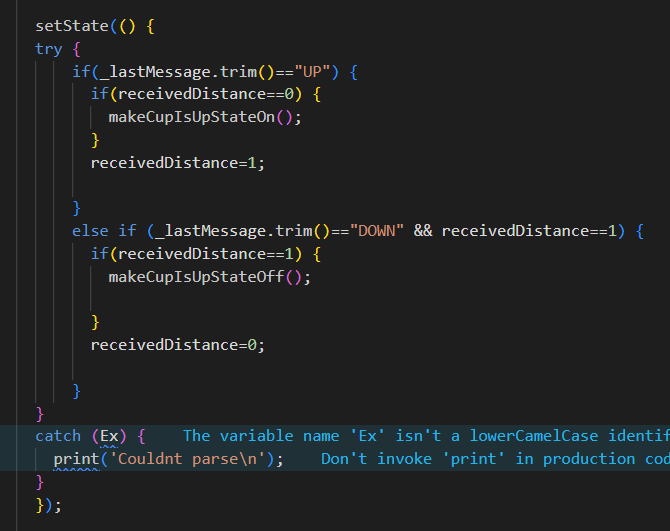 setState(() {
try {
if(_lastMessage.trim()=="UP") {
if(receivedDistance==0) {
makeCupIsUpStateOn();
}
receivedDistance=1;
}
else if (_lastMessage.trim()=="DOWN" && receivedDistance==1) {
if(receivedDistance==1) {
makeCupIsUpStateOff();
}
receivedDistance=0;
}
}
catch (Ex) { The variable name 'Ex' isn't a lowerCamelCase identif
print('Couldnt parse\n'); Don't invoke 'print' in production cod
}
});